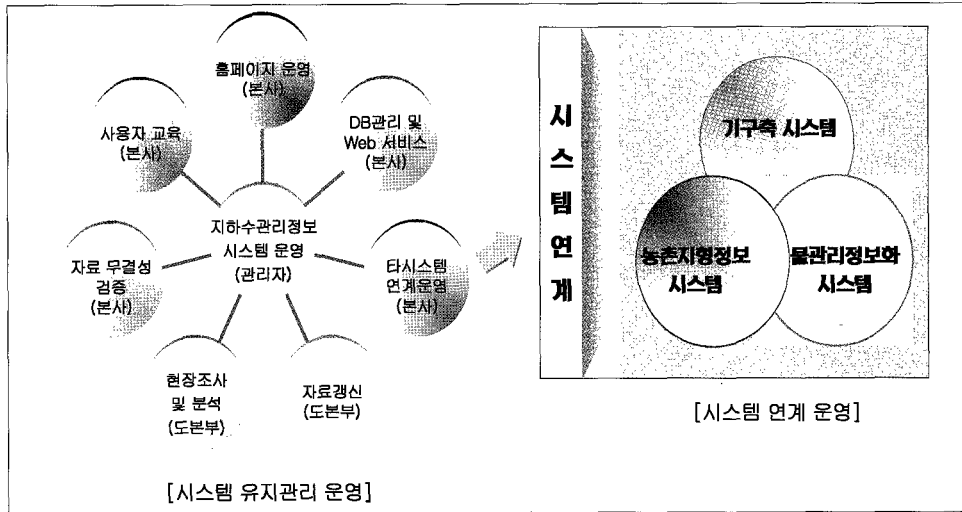 홈페이지 운영
(본사)
사용자 교육
(본사)
DB관리 및
Web 서비스
(본사)
지하수관리정보
시스템 운영
(관리자)
자료 무결성
검증
(본사)
타시스템
연계운영
(본사)
현장조사
및 분석
(도본부)
자료갱신
(도본부)
[시스템 유지관리 운영]
시
스
템
연
계
기구축 시스템
농촌지형정보
시스템
물관리정보화
시스템
[시스템 연계 운영]